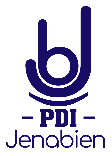 - PDI -
Jenabien